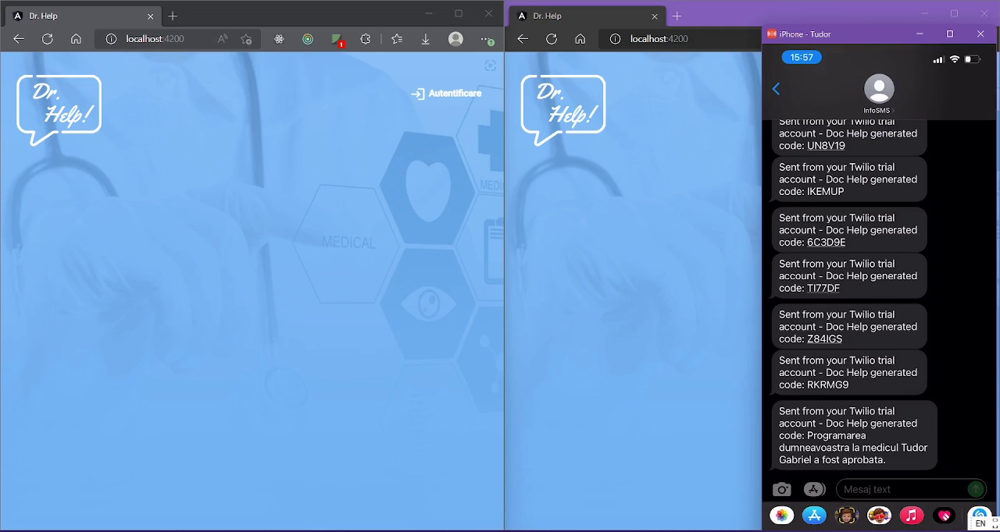 Dr. Help
localhost:4200
1
Dr.
Help!
Autentificare
MEDICAL
MEDI
Dr. Help
localhost:4200
Dr.
Help!
iPhone - Tudor
15:57
InfoSMS
Sent from your Twilio trial
account - Doc Help generated
code: UN8V19
Sent from your Twilio trial
account - Doc Help generated
code: IKEMUP
Sent from your Twilio trial
account - Doc Help generated
code: 6C3D9E
Sent from your Twilio trial
account - Doc Help generated
code: TI77DF
Sent from your Twilio trial
account - Doc Help generated
code: Z84IGS
Sent from your Twilio trial
account - Doc Help generated
code: RKRMG9
Sent from your Twilio trial
account - Doc Help generated
code: Programarea
dumneavoastra la medicul Tudor
Gabriel a fost aprobata.
Mesaj text
EN